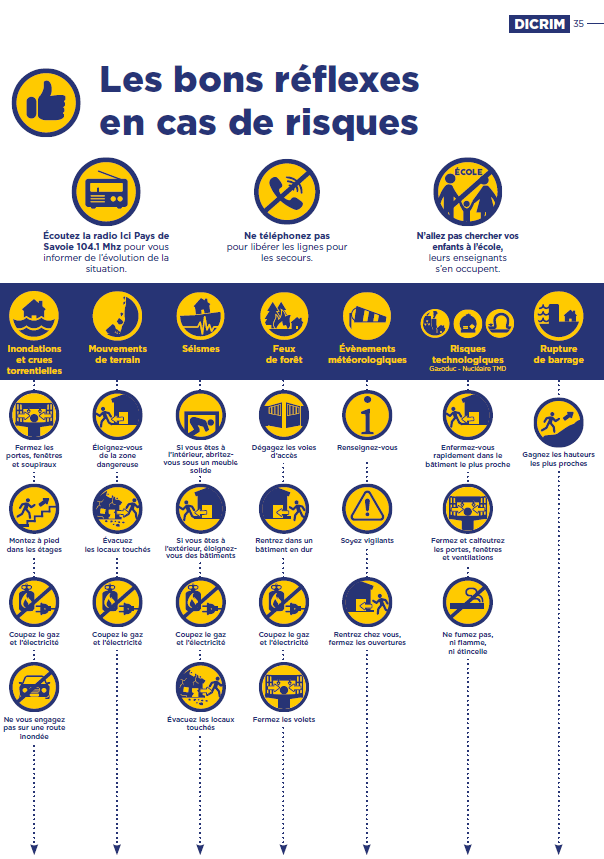 DICRIM 35
Les bons réflexes
en cas de risques
Écoutez la radio Ici Pays de
Savoie 104.1 Mhz pour vous
informer de l'évolution de la
situation.
Ne téléphonez pas
pour libérer les lignes pour
les secours.
ÉCOLE
N'allez pas chercher vos
enfants à l'école,
leurs enseignants
s'en occupent.
Inondations
et crues
torrentielles
Mouvements
de terrain
Séismes
Feux
de forêt
Évènements
météorologiques
Risques
technologiques
Gazoduc - Nucléaire TMD
Rupture
de barrage
Fermez les
portes, fenêtres
et soupiraux
Éloignez-vous
de la zone
dangereuse
Si vous êtes à
l'intérieur, abritez-
vous sous un meuble
solide
Dégagez les voies
d'accès
i
Renseignez-vous
Enfermez-vous
rapidement dans le
bâtiment le plus proche
Gagnez les hauteurs
les plus proches
Montez à pied
dans les étages
Évacuez
les locaux touchés
Si vous êtes à
l'extérieur, éloignez-
vous des bâtiments
Rentrez dans un
bâtiment en dur
Soyez vigilants
Fermez et calfeutrez
les portes, fenêtres
et ventilations
Coupez le gaz
et l'électricité
Coupez le gaz
et l'électricité
Coupez le gaz
et l'électricité
Coupez le gaz
et l'électricité
Rentrez chez vous,
fermez les ouvertures
Ne fumez pas,
ni flamme,
ni étincelle
Ne vous engagez
pas sur une route
inondée
Évacuez les locaux
touchés
Fermez les volets